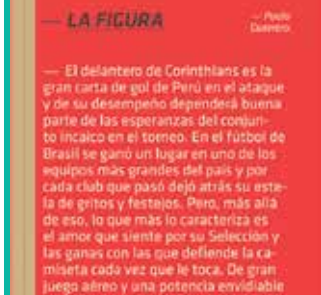 — LA FIGURA
— Paolo
Guerrero
— El delantero de Corinthians es la
gran carta de gol de Perú en el ataque
y de su desempeño dependerá buena
parte de las esperanzas del conjun-
to incaico en el torneo. En el fútbol de
Brasil se ganó un lugar en uno de los
equipos más grandes del país y por
cada club que pasó dejó atrás su este-
la de gritos y festejos. Pero, más allá
de eso, lo que más lo caracteriza es
el amor que siente por su Selección y
las ganas con las que defiende la ca-
miseta cada vez que le toca. De gran
juego aéreo y una potencia envidiable